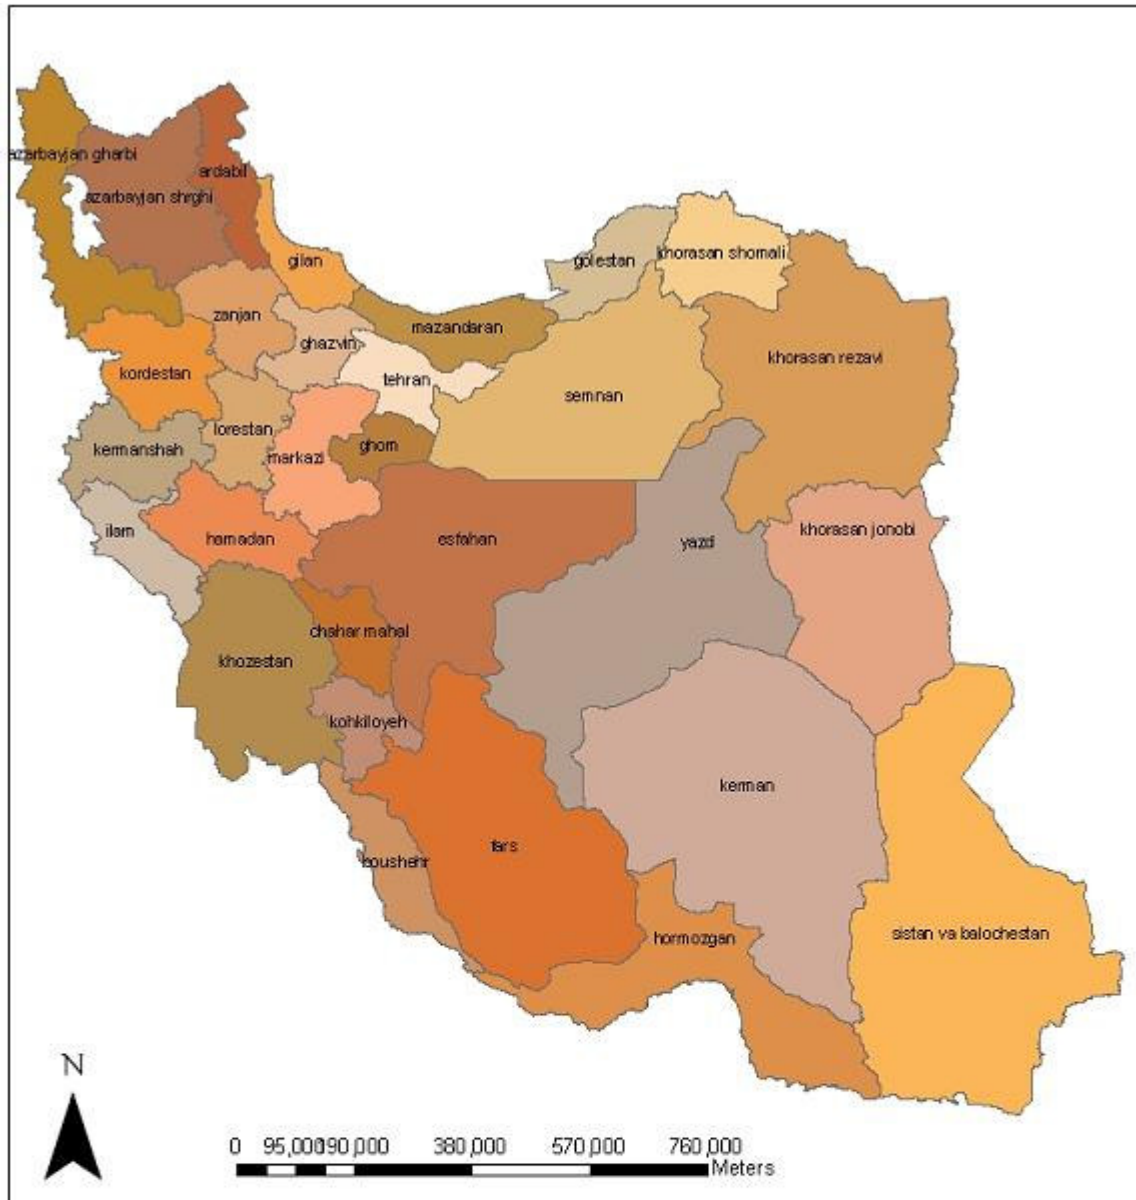 azarbayjan gharbi
ardabil
azarbayjan shrghi
gilan
golestan
khorasan shomali
zanjan
ghazvin
mazandaran
khorasan rezavi
kordestan
tehran
semnan
kermanshah
lorestan
markazi
ghom
ilam
hamadan
esfahan
yazd
khorasan jonobi
khozestan
chahar mahal
kohkiloyeh
kerman
fars
boushehr
hormozgan
sistan va balochestan
N
0 95,000 190,000 380,000 570,000 760,000
Meters